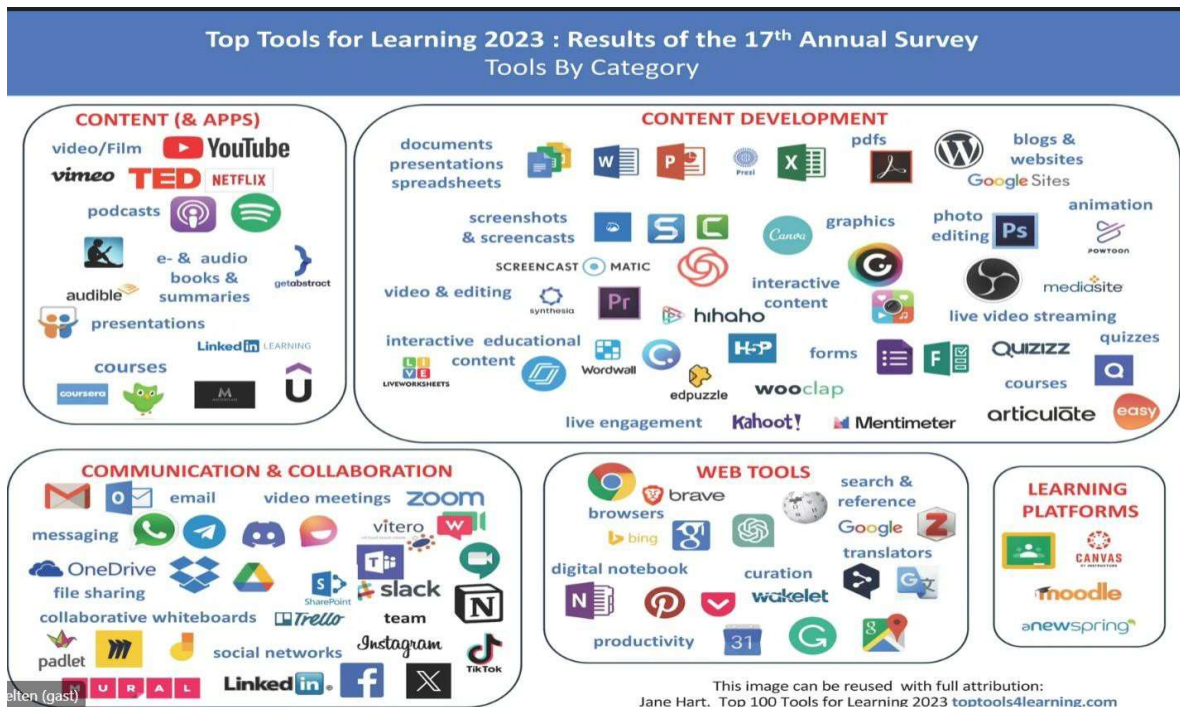 Top Tools for Learning 2023 : Results of the 17th Annual Survey
Tools By Category
CONTENT (& APPS)
video/Film
YouTube
vimeo
TED
NETFLIX
podcasts
e- & audio
books &
summaries
audible
getabstract
presentations
LinkedIn LEARNING
courses
coursera
M
CONTENT DEVELOPMENT
documents
presentations
spreadsheets
W
P
Prezi
X
pdfs
W
blogs &
websites
Google Sites
screenshots
& screencasts
S
C
Canva
graphics
photo
editing
Ps
animation
POWTOON
SCREENCAST O MATIC
video & editing
synthesia
Pr
hihaho
interactive
content
mediasite
live video streaming
interactive educational
content
LIVE
LIVEWORKSHEETS
Wordwall
edpuzzle
H5P
wooclap
forms
F
QUIZIZZ
quizzes
Q
courses
articulate
easy
live engagement
Kahoot!
Mentimeter
COMMUNICATION & COLLABORATION
email
video meetings
zoom
messaging
vitero
OneDrive
file sharing
S
SharePoint
T
slack
N
team
collaborative whiteboards
Trello
padlet
social networks
Instagram
TikTok
MURAL
LinkedIn
f
X
elten (gast)
WEB TOOLS
browsers
brave
search &
reference
bing
g
Google
Z
translators
G
digital notebook
N
curation
wakelet
productivity
31
G
8
LEARNING
PLATFORMS
CANVAS
moodle
anewspring
This image can be reused with full attribution:
Jane Hart. Top 100 Tools for Learning 2023 toptools4learning.com